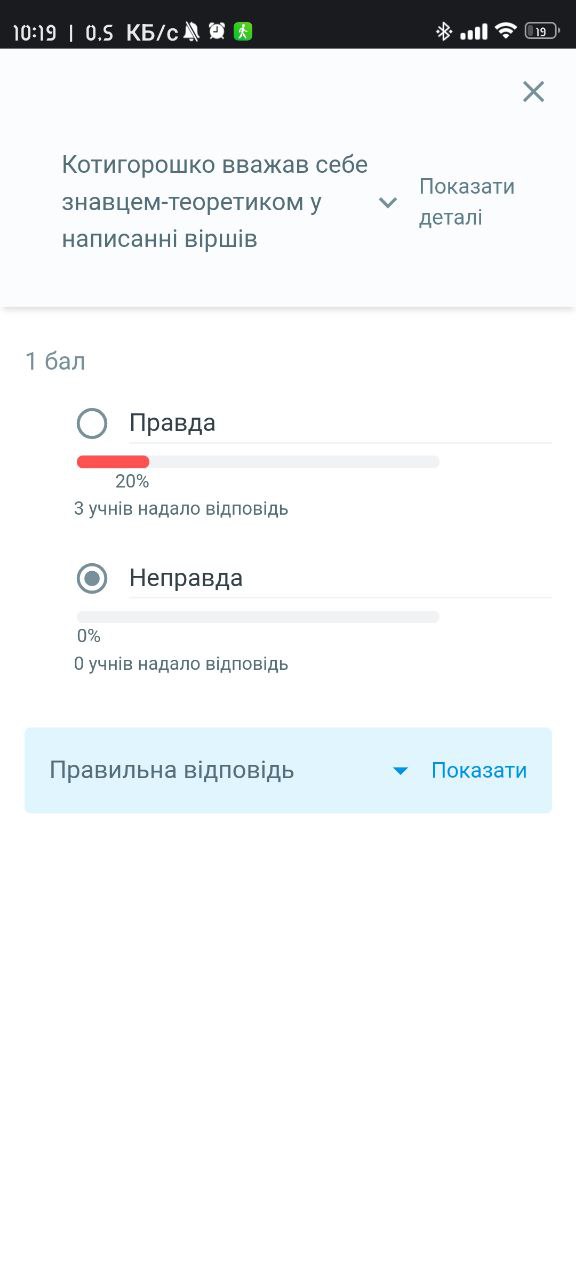 10:19 | 0,5 КБ/с 19
Котигорошко вважав себе
знавцем-теоретиком у
написанні віршів
Показати
деталі
1 бал
Правда
20%
3 учнів надало відповідь
Неправда
0%
0 учнів надало відповідь
Правильна відповідь Показати